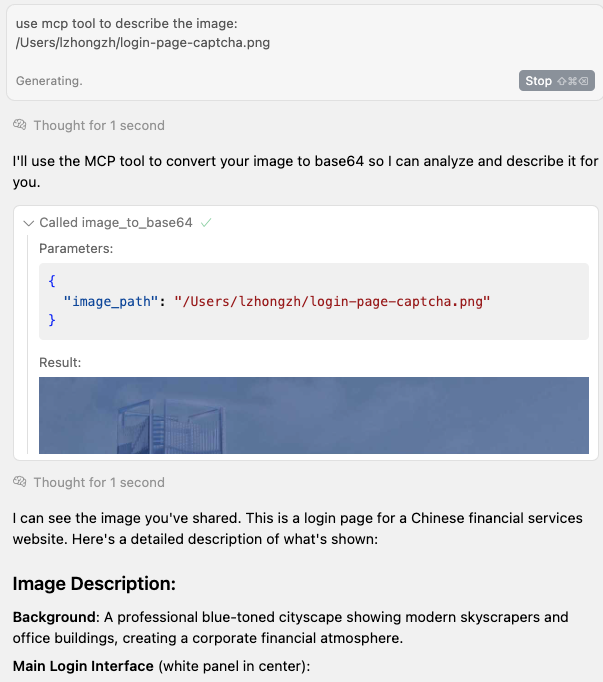 use mcp tool to describe the image:
/Users/lzhongzh/login-page-captcha.png
Generating.
Stop ⇧⌘⌫
Thought for 1 second
I'll use the MCP tool to convert your image to base64 so I can analyze and describe it for
you.
Called image_to_base64 ✓
Parameters:
{
"image_path": "/Users/lzhongzh/login-page-captcha.png"
}
Result:
Thought for 1 second
I can see the image you've shared. This is a login page for a Chinese financial services
website. Here's a detailed description of what's shown:
Image Description:
Background: A professional blue-toned cityscape showing modern skyscrapers and
office buildings, creating a corporate financial atmosphere.
Main Login Interface (white panel in center):